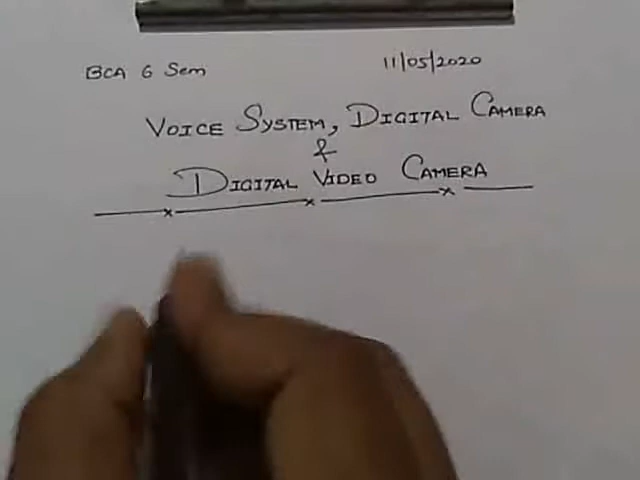 BCA 6 Sem 11/05/2020
VOICE SYSTEM, DIGITAL CAMERA
&
DIGITAL VIDEO CAMERA